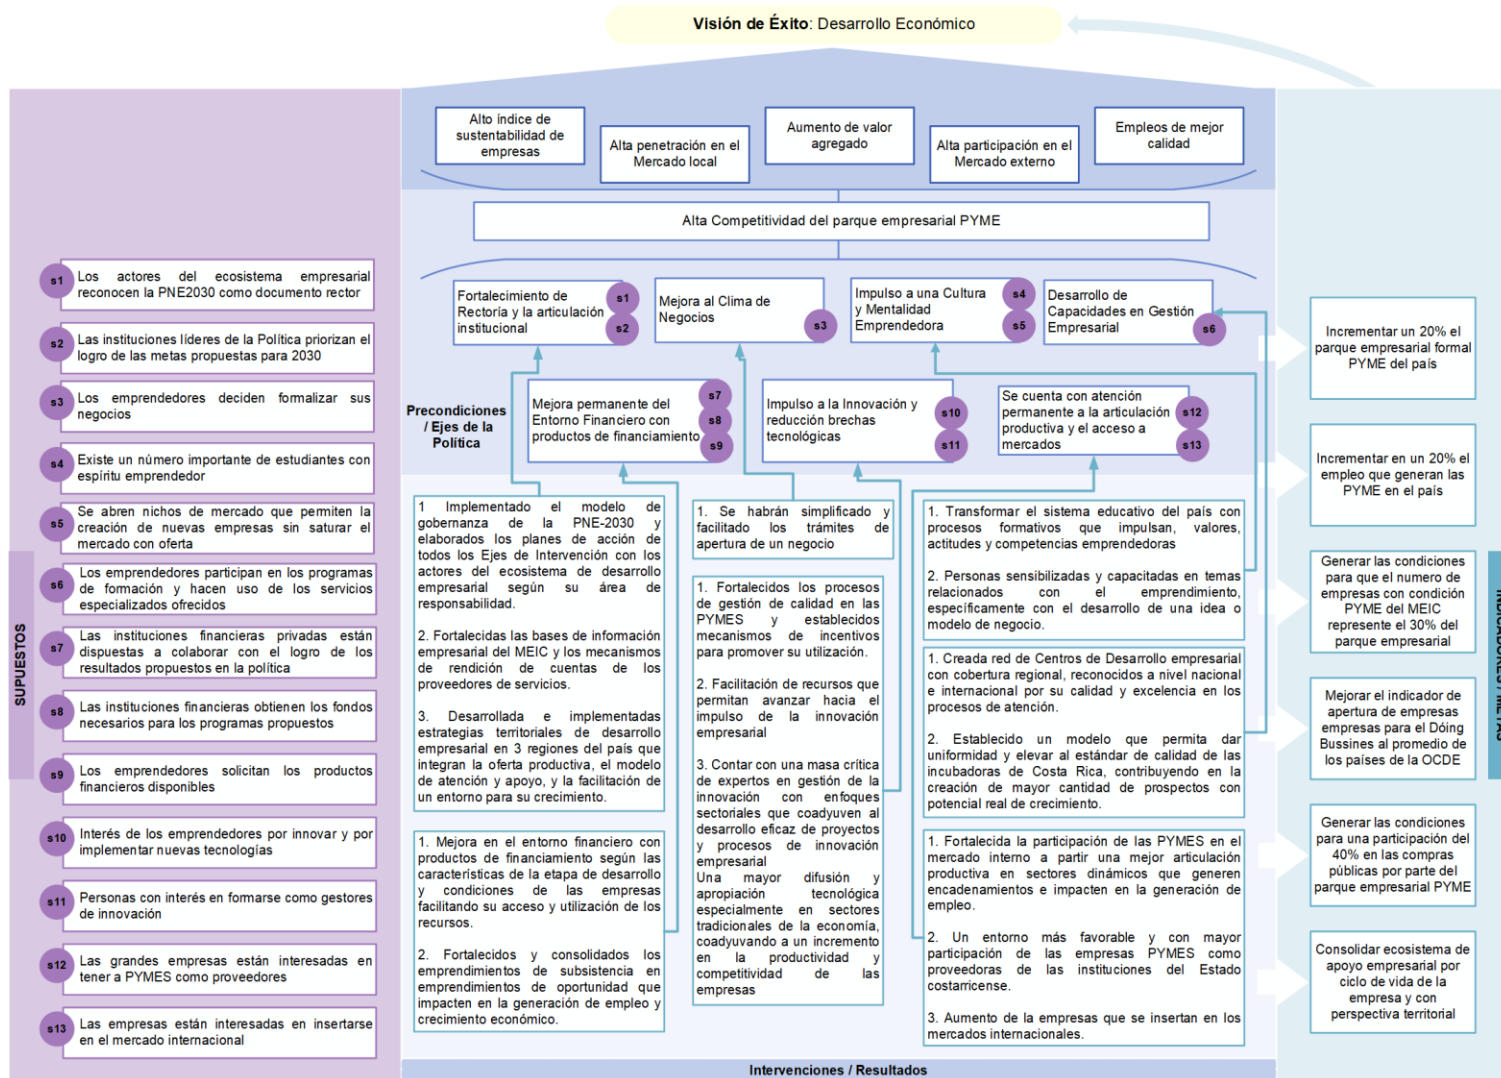 Visión de Éxito: Desarrollo Económico
Alto índice de
sustentabilidad de
empresas
Alta penetración en el
Mercado local
Aumento de valor
agregado
Alta participación en el
Mercado externo
Empleos de mejor
calidad
Alta Competitividad del parque empresarial PYME
Fortalecimiento de
Rectoría y la articulación
institucional
s1
s2
Mejora al Clima de
Negocios
s3
Impulso a una Cultura
y Mentalidad
Emprendedora
s4
s5
Desarrollo de
Capacidades en Gestión
Empresarial
s6
Precondiciones
/ Ejes de la
Política
Mejora permanente del
Entorno Financiero con
productos de financiamiento
s7
s8
s9
Impulso a la Innovación y
reducción brechas
tecnológicas
s10
s11
Se cuenta con atención
permanente a la articulación
productiva y el acceso a
mercados
s12
s13
SUPUESTOS
s1
Los actores del ecosistema empresarial
reconocen la PNE2030 como documento rector
s2
Las instituciones líderes de la Política priorizan el
logro de las metas propuestas para 2030
s3
Los emprendedores deciden formalizar sus
negocios
s4
Existe un número importante de estudiantes con
espíritu emprendedor
s5
Se abren nichos de mercado que permiten la
creación de nuevas empresas sin saturar el
mercado con oferta
s6
Los emprendedores participan en los programas
de formación y hacen uso de los servicios
especializados ofrecidos
s7
Las instituciones financieras privadas están
dispuestas a colaborar con el logro de los
resultados propuestos en la política
s8
Las instituciones financieras obtienen los fondos
necesarios para los programas propuestos
s9
Los emprendedores solicitan los productos
financieros disponibles
s10
Interés de los emprendedores por innovar y por
implementar nuevas tecnologías
s11
Personas con interés en formarse como gestores
de innovación
s12
Las grandes empresas están interesadas en
tener a PYMES como proveedores
s13
Las empresas están interesadas en insertarse
en el mercado internacional
1 Implementado el modelo de
gobernanza de la PNE-2030 y
elaborados los planes de acción de
todos los Ejes de Intervención con los
actores del ecosistema de desarrollo
empresarial según su área de
responsabilidad.
2. Fortalecidas las bases de información
empresarial del MEIC y los mecanismos
de rendición de cuentas de los
proveedores de servicios.
3. Desarrollada e implementadas
estrategias territoriales de desarrollo
empresarial en 3 regiones del país que
integran la oferta productiva, el modelo
de atención y apoyo, y la facilitación de
un entorno para su crecimiento.
1. Mejora en el entorno financiero con
productos de financiamiento según las
características de la etapa de desarrollo
y condiciones de las empresas
facilitando su acceso y utilización de los
recursos.
2. Fortalecidos y consolidados los
emprendimientos de subsistencia en
emprendimientos de oportunidad que
impacten en la generación de empleo y
crecimiento económico.
1. Se habrán simplificado y
facilitado los trámites de
apertura de un negocio
1. Fortalecidos los procesos
de gestión de calidad en las
PYMES y establecidos
mecanismos de incentivos
para promover su utilización.
2. Facilitación de recursos que
permitan avanzar hacia el
impulso de la innovación
empresarial
3. Contar con una masa crítica
de expertos en gestión de la
innovación con enfoques
sectoriales que coadyuven al
desarrollo eficaz de proyectos
y procesos de innovación
empresarial
Una mayor difusión y
apropiación tecnológica
especialmente en sectores
tradicionales de la economía,
coadyuvando a un incremento
en la productividad y
competitividad de las
empresas
1. Transformar el sistema educativo del país con
procesos formativos que impulsan, valores,
actitudes y competencias emprendedoras
2. Personas sensibilizadas y capacitadas en temas
relacionados con el emprendimiento,
específicamente con el desarrollo de una idea o
modelo de negocio.
1. Creada red de Centros de Desarrollo empresarial
con cobertura regional, reconocidos a nivel nacional
e internacional por su calidad y excelencia en los
procesos de atención.
2. Establecido un modelo que permita dar
uniformidad y elevar al estándar de calidad de las
incubadoras de Costa Rica, contribuyendo en la
creación de mayor cantidad de prospectos con
potencial real de crecimiento.
1. Fortalecida la participación de las PYMES en el
mercado interno a partir una mejor articulación
productiva en sectores dinámicos que generen
encadenamientos e impacten en la generación de
empleo.
2. Un entorno más favorable y con mayor
participación de las empresas PYMES como
proveedoras de las instituciones del Estado
costarricense.
3. Aumento de la empresas que se insertan en los
mercados internacionales.
Intervenciones / Resultados
Incrementar un 20% el
parque empresarial formal
PYME del país
Incrementar en un 20% el
empleo que generan las
PYME en el país
Generar las condiciones
para que el numero de
empresas con condición
PYME del MEIC
represente el 30% del
parque empresarial
Mejorar el indicador de
apertura de empresas
empresas para el Dóing
Bussines al promedio de
los países de la OCDE
Generar las condiciones
para una participación del
40% en las compras
públicas por parte del
parque empresarial PYME
Consolidar ecosistema de
apoyo empresarial por
ciclo de vida de la
empresa y con
perspectiva territorial
INDICADORES / METAS